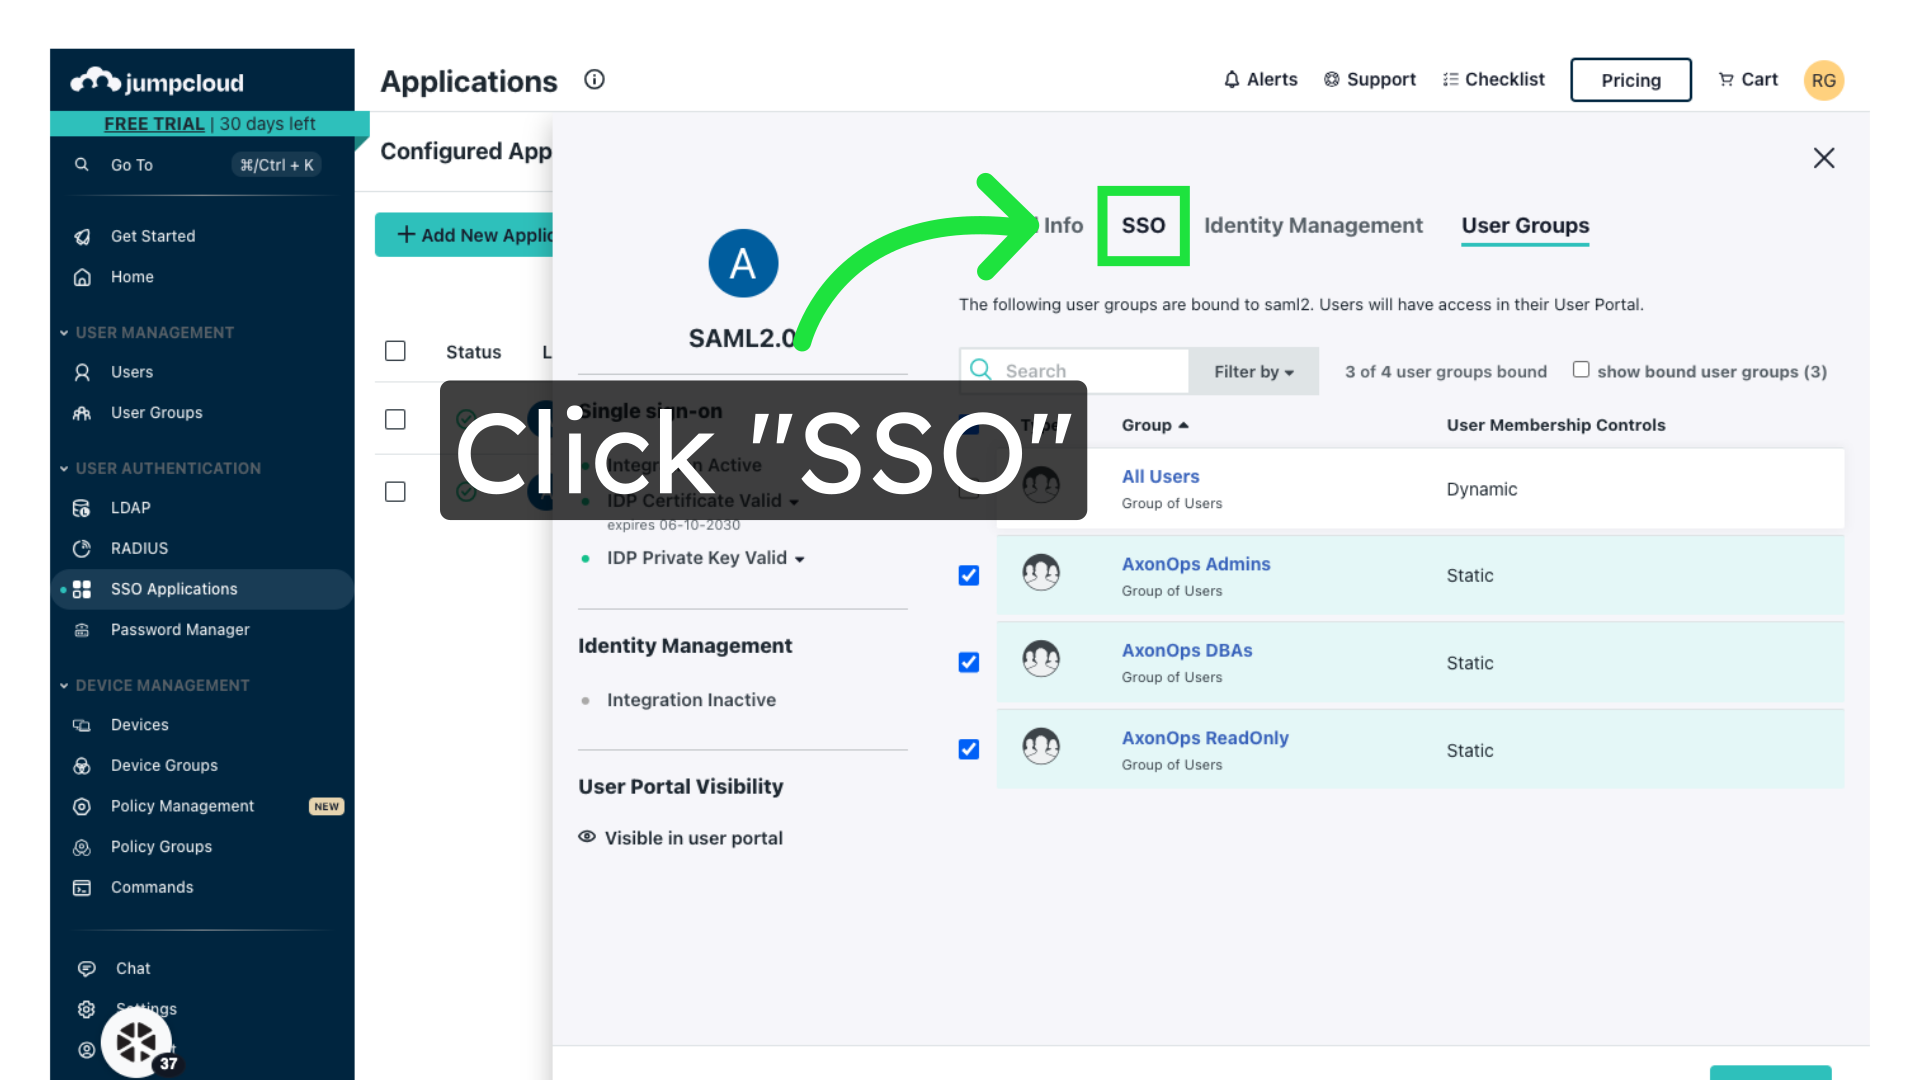 jumpcloud
FREE TRIAL | 30 days left
Go To
⌘/Ctrl + K
Get Started
Home
USER MANAGEMENT
Users
User Groups
USER AUTHENTICATION
LDAP
RADIUS
SSO Applications
Password Manager
DEVICE MANAGEMENT
Devices
Device Groups
Policy Management
NEW
Policy Groups
Commands
Chat
Settings
37
Applications
Alerts
Support
Checklist
Pricing
Cart
RG
Configured App
+ Add New Applic
Status
L
A
SAML2.0
Single sign-on
Integration Active
IDP Certificate Valid
expires 06-10-2030
IDP Private Key Valid
Identity Management
Integration Inactive
User Portal Visibility
Visible in user portal
Info
SSO
Identity Management
User Groups
The following user groups are bound to saml2. Users will have access in their User Portal.
Search
Filter by
3 of 4 user groups bound
show bound user groups (3)
Type
Group
User Membership Controls
All Users
Group of Users
Dynamic
AxonOps Admins
Group of Users
Static
AxonOps DBAs
Group of Users
Static
AxonOps ReadOnly
Group of Users
Static
Click "SSO"